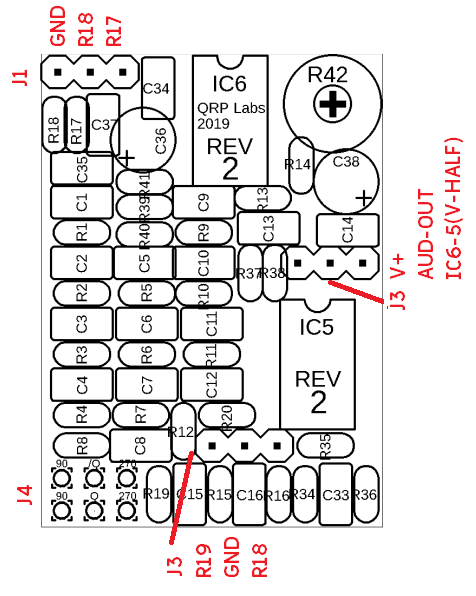 GND
R18
R17
J1
C34
IC6
QRP Labs
2019
REV
2
R42
R18
R17
C37
C36
C35
R41
R14
C38
C1
R39
C9
R13
R1
R40
R9
C13
C14
C2
C5
C10
R37
R38
V+
AUD-OUT
IC6-5(V-HALF)
J3
R2
R5
R10
C3
C6
C11
IC5
REV
2
R3
R6
R11
C4
C7
C12
R4
R7
R12
R20
R8
C8
R35
90
/O
270
90
O
270
J4
R19
C15
R15
C16
R16
R34
C33
R36
J3
R19
GND
R18